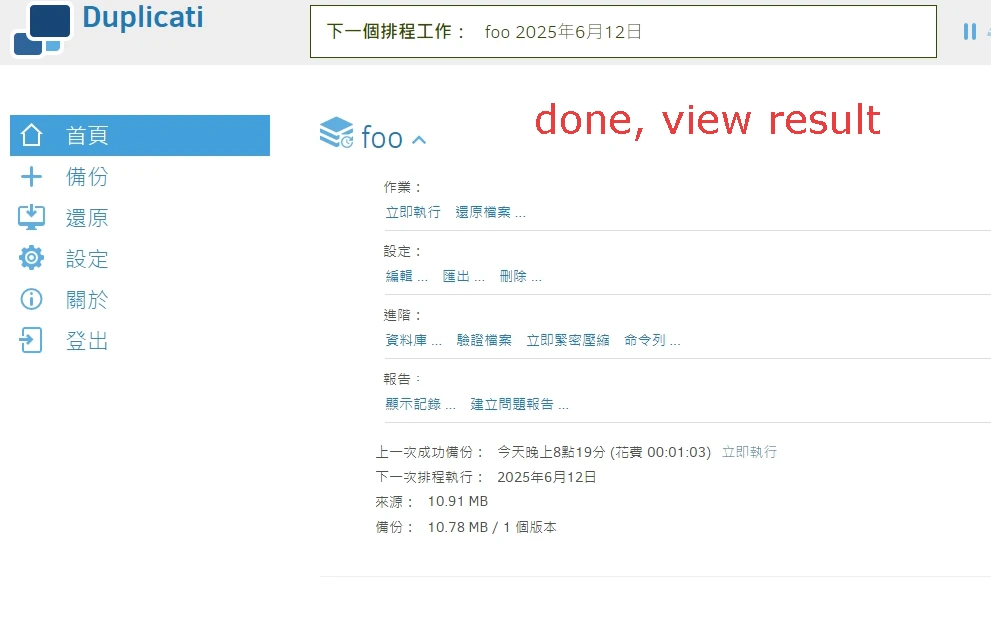 Duplicati
下一個排程工作： foo 2025年6月12日
首頁
備份
還原
設定
關於
登出
foo
done, view result
作業：
立即執行 還原檔案 ...
設定：
編輯 ... 匯出 ... 刪除 ...
進階：
資料庫 ... 驗證檔案 立即緊密壓縮 命令列 ...
報告：
顯示記錄 ... 建立問題報告 ...
上一次成功備份： 今天晚上8點19分 (花費 00:01:03) 立即執行
下一次排程執行： 2025年6月12日
來源： 10.91 MB
備份： 10.78 MB / 1 個版本